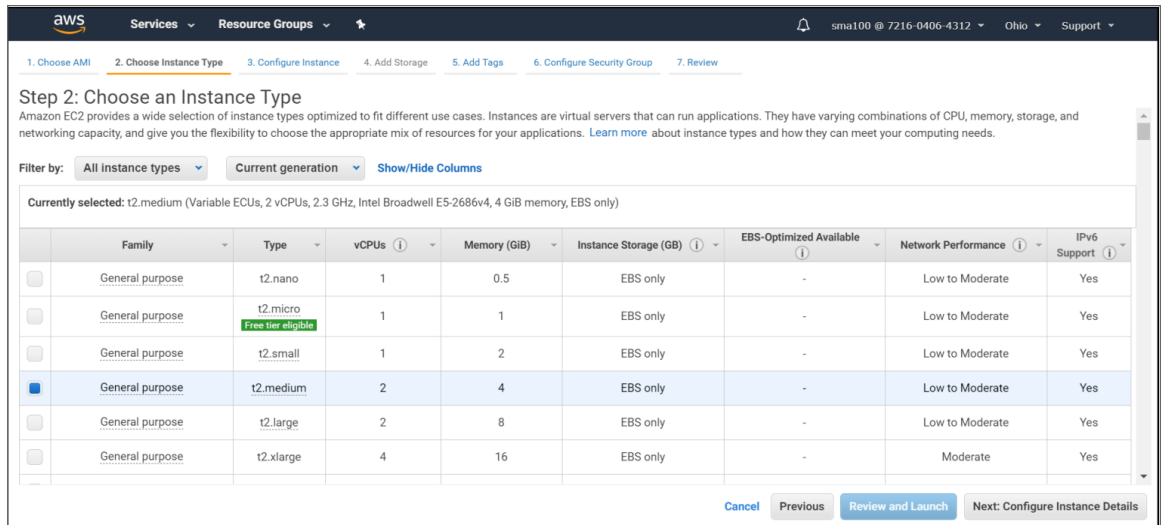 aws Services Resource Groups sma100 @ 7216-0406-4312 Ohio Support
1. Choose AMI 2. Choose Instance Type 3. Configure Instance 4. Add Storage 5. Add Tags 6. Configure Security Group 7. Review
Step 2: Choose an Instance Type
Amazon EC2 provides a wide selection of instance types optimized to fit different use cases. Instances are virtual servers that can run applications. They have varying combinations of CPU, memory, storage, and
networking capacity, and give you the flexibility to choose the appropriate mix of resources for your applications. Learn more about instance types and how they can meet your computing needs.
Filter by: All instance types Current generation Show/Hide Columns
Currently selected: t2.medium (Variable ECUs, 2 vCPUs, 2.3 GHz, Intel Broadwell E5-2686v4, 4 GiB memory, EBS only)
Family Type vCPUs i Memory (GiB) Instance Storage (GB) i EBS-Optimized Available i Network Performance i IPv6 Support i
General purpose t2.nano 1 0.5 EBS only - Low to Moderate Yes
General purpose t2.micro Free tier eligible 1 1 EBS only - Low to Moderate Yes
General purpose t2.small 1 2 EBS only - Low to Moderate Yes
General purpose t2.medium 2 4 EBS only - Low to Moderate Yes
General purpose t2.large 2 8 EBS only - Low to Moderate Yes
General purpose t2.xlarge 4 16 EBS only - Moderate Yes
Cancel Previous Review and Launch Next: Configure Instance Details